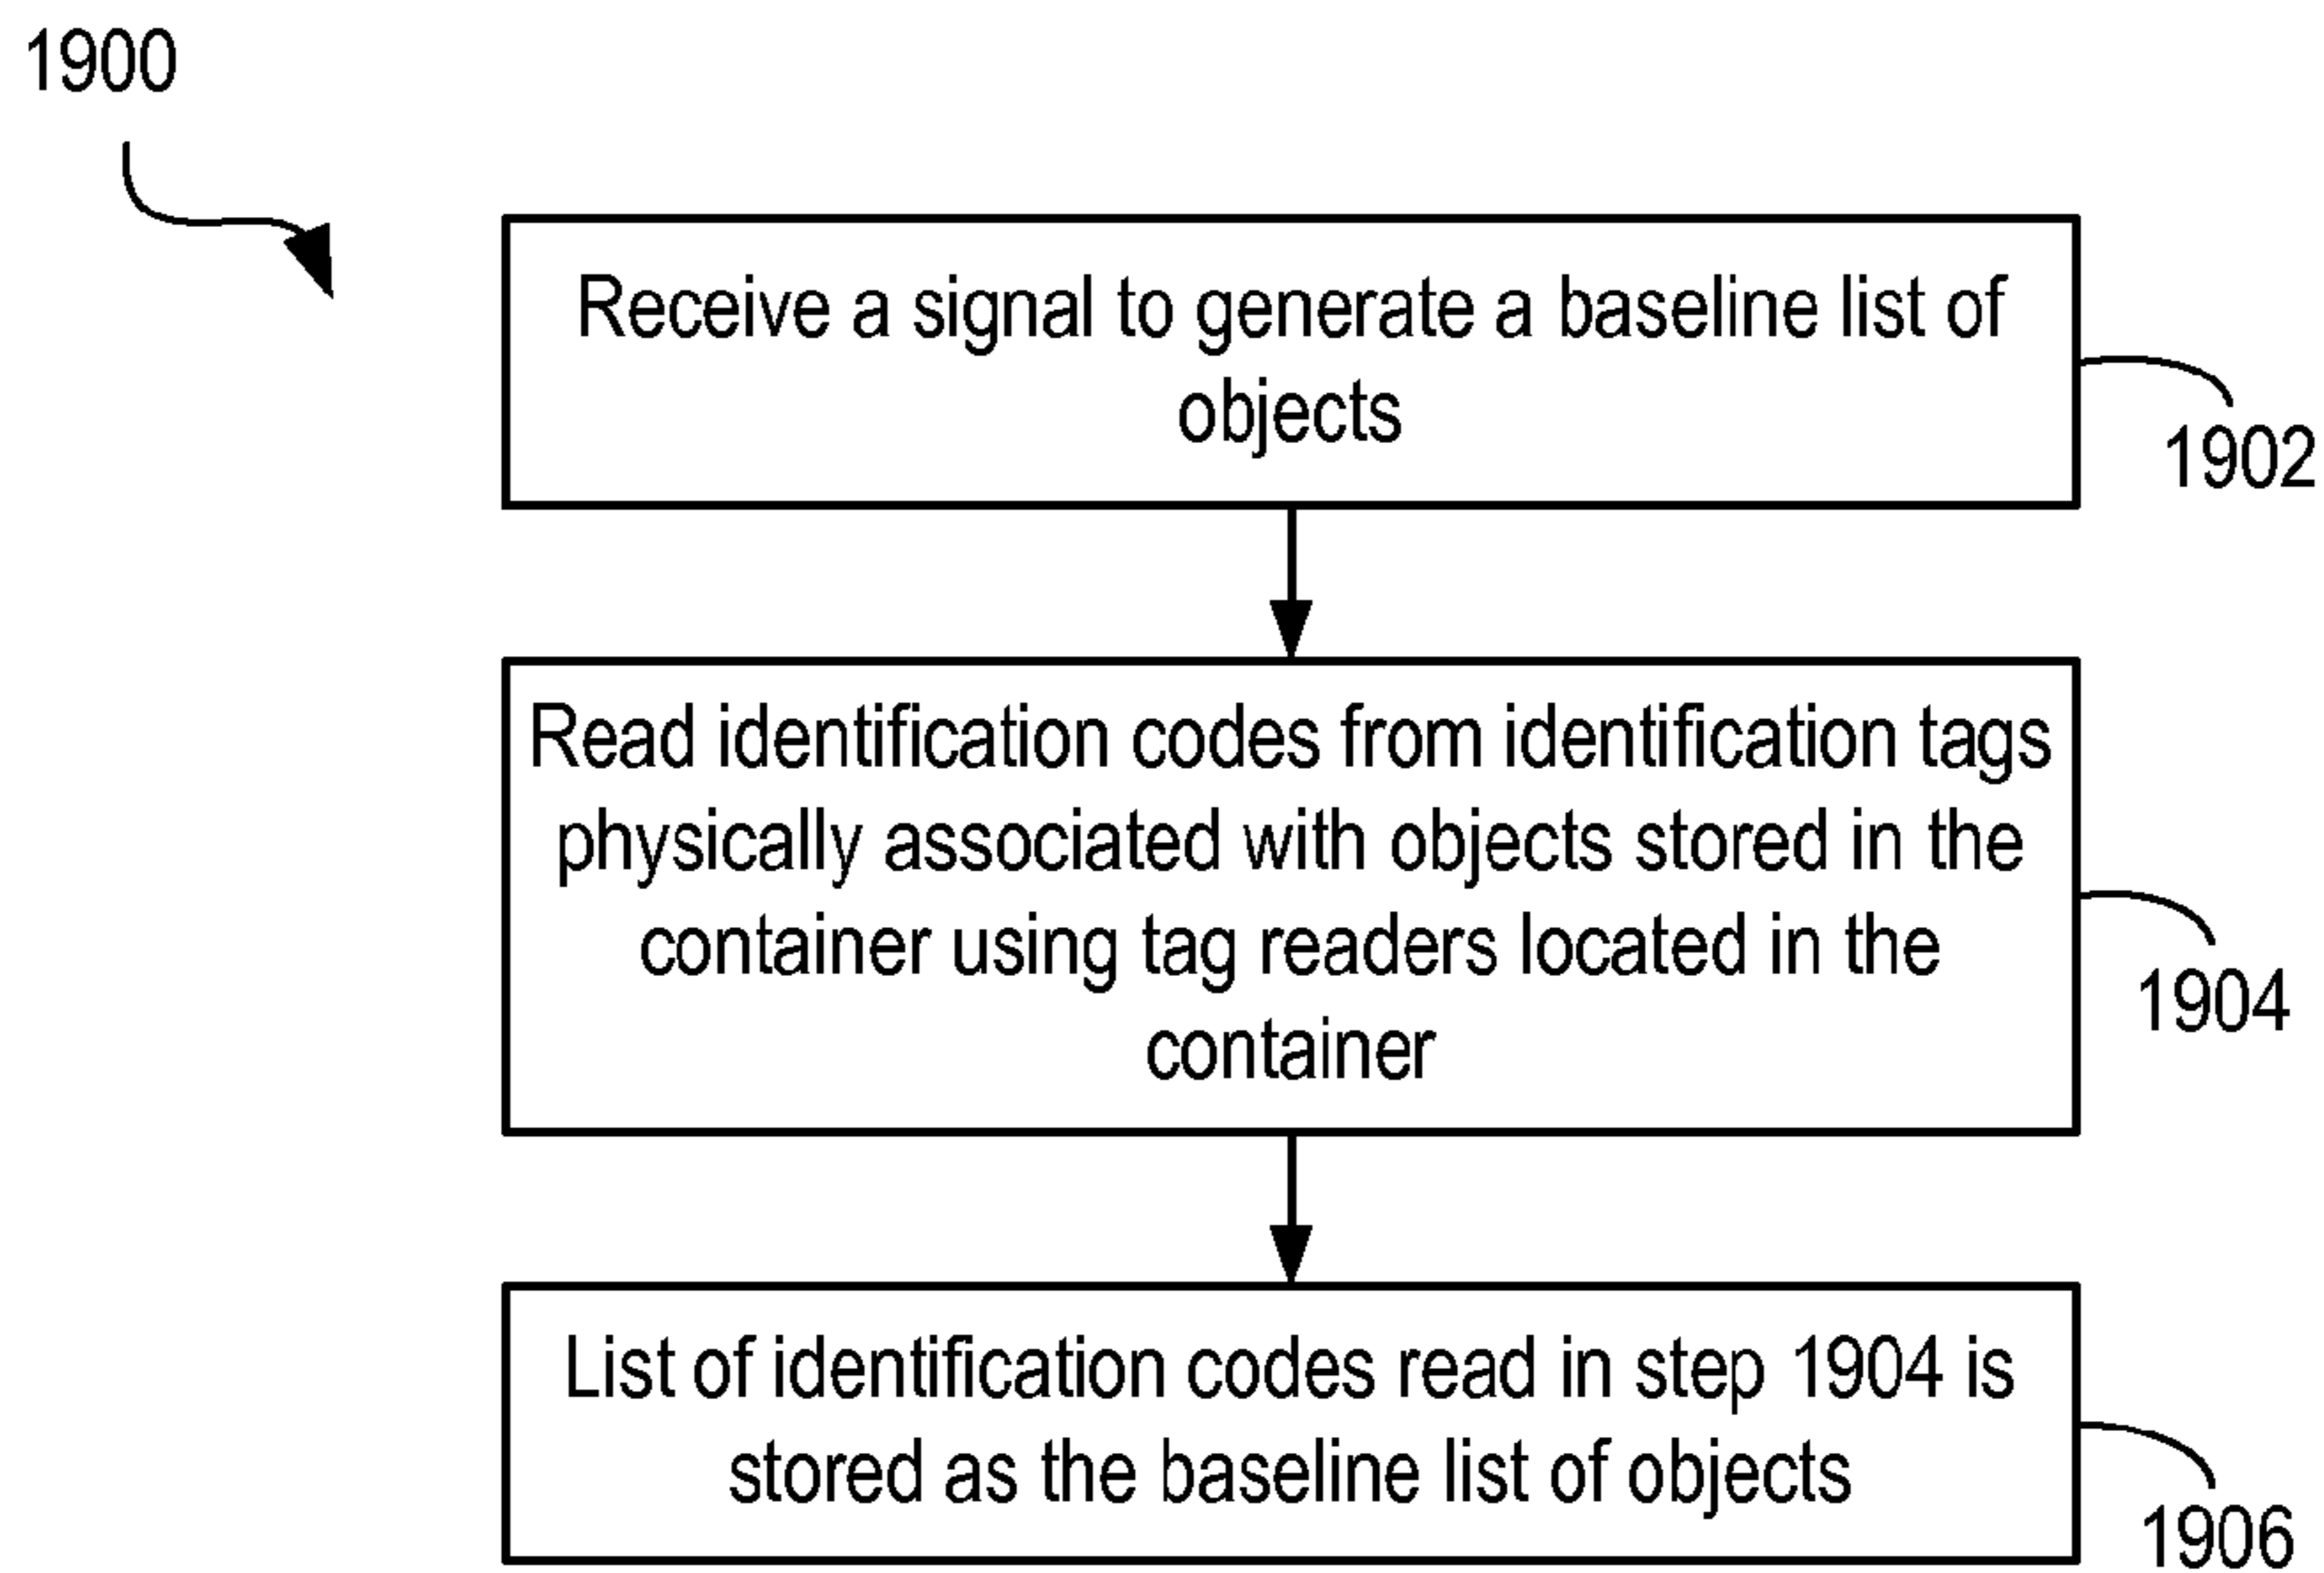 1900
Receive a signal to generate a baseline list of
objects
1902
Read identification codes from identification tags
physically associated with objects stored in the
container using tag readers located in the
container
1904
List of identification codes read in step 1904 is
stored as the baseline list of objects
1906